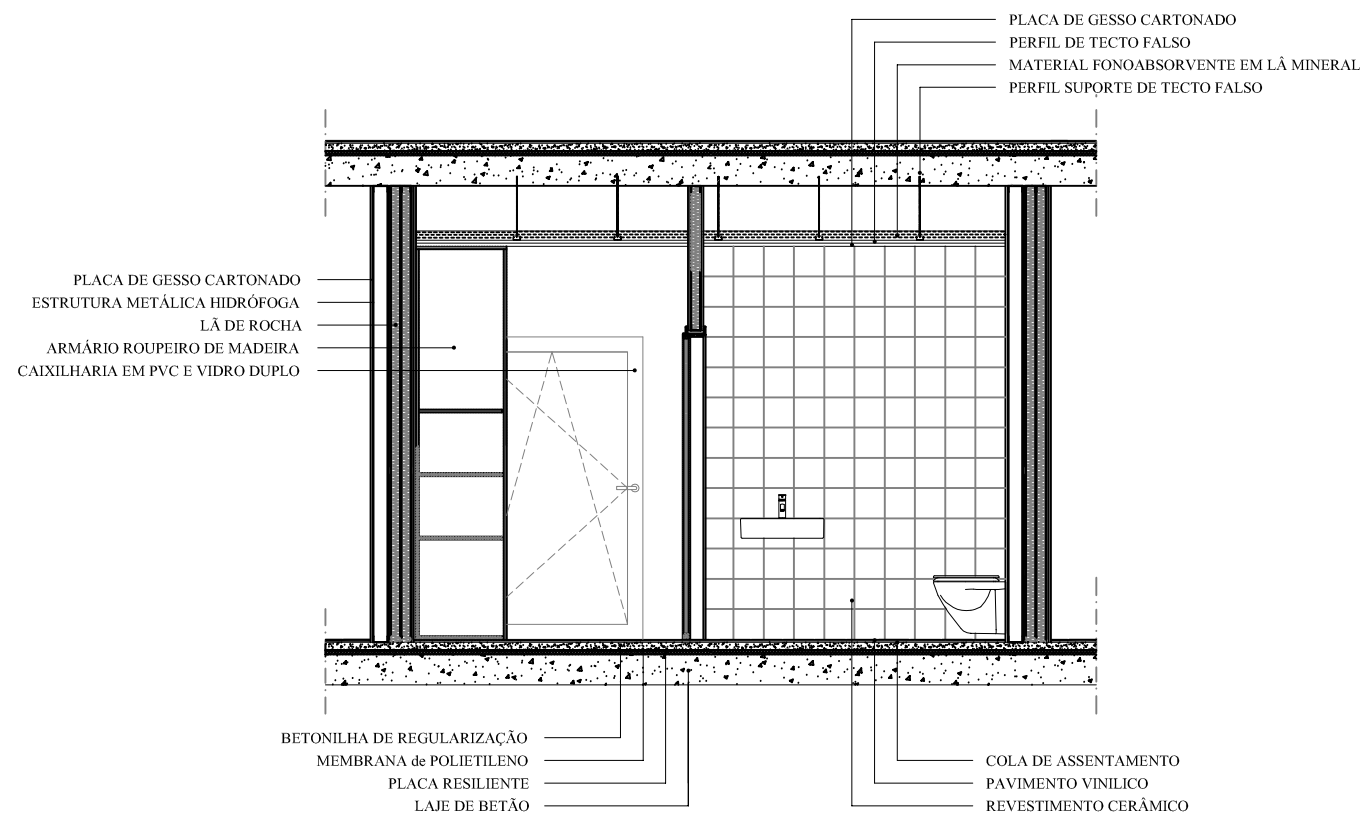 PLACA DE GESSO CARTONADO
PERFIL DE TECTO FALSO
MATERIAL FONOABSORVENTE EM LÂ MINERAL
PERFIL SUPORTE DE TECTO FALSO
PLACA DE GESSO CARTONADO
ESTRUTURA METÁLICA HIDRÓFOGA
LÃ DE ROCHA
ARMÁRIO ROUPEIRO DE MADEIRA
CAIXILHARIA EM PVC E VIDRO DUPLO
BETONILHA DE REGULARIZAÇÃO
MEMBRANA de POLIETILENO
PLACA RESILIENTE
LAJE DE BETÃO
COLA DE ASSENTAMENTO
PAVIMENTO VINILICO
REVESTIMENTO CERÂMICO